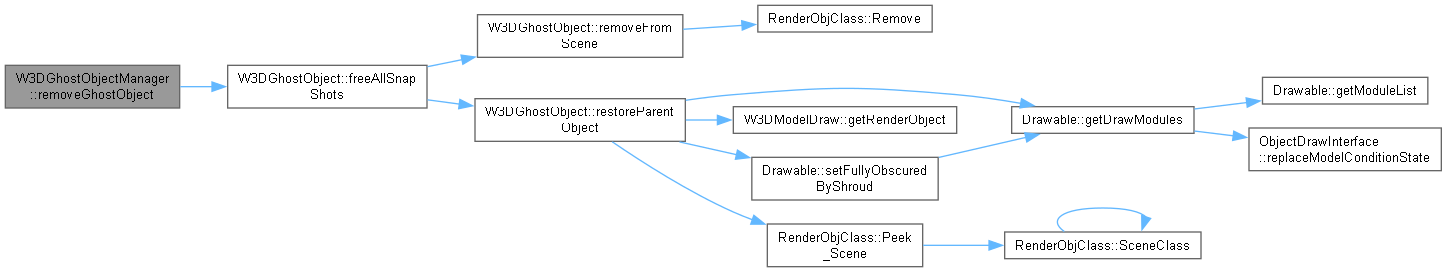 W3DGhostObjectManager
::removeGhostObject
W3DGhostObject::freeAllSnap
Shots
W3DGhostObject::removeFrom
Scene
RenderObjClass::Remove
W3DGhostObject::restoreParent
Object
W3DModelDraw::getRenderObject
Drawable::setFullyObscured
ByShroud
RenderObjClass::Peek
_Scene
Drawable::getDrawModules
RenderObjClass::SceneClass
Drawable::getModuleList
ObjectDrawInterface
::replaceModelConditionState